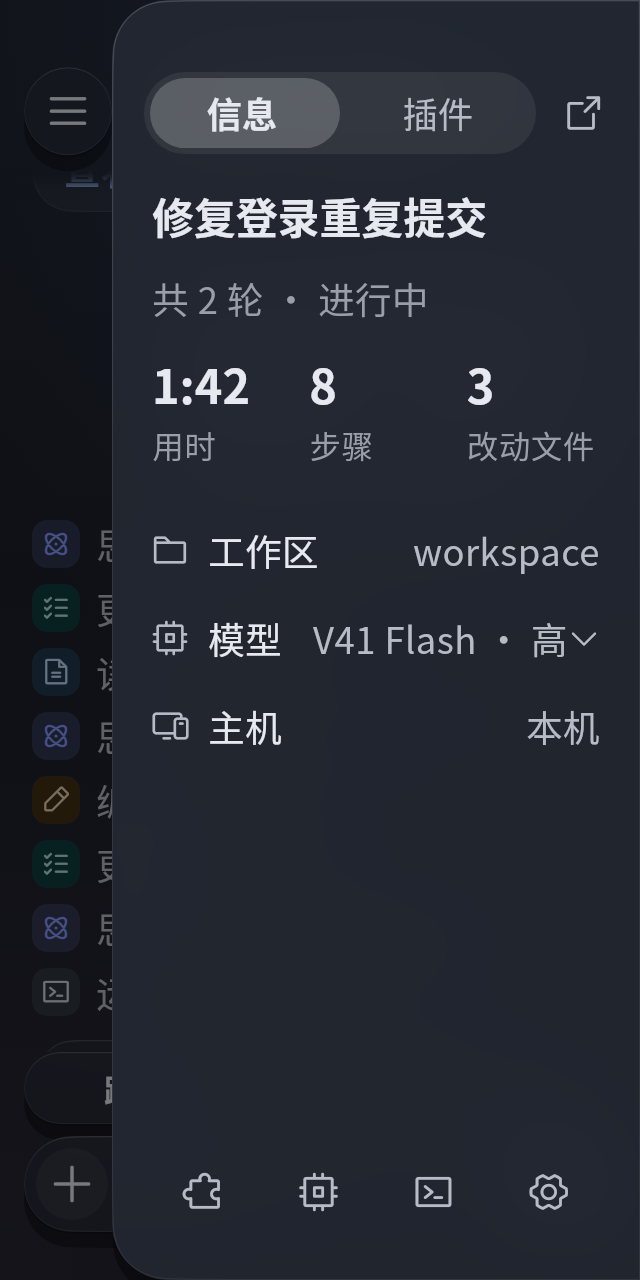 信息
插件
修复登录重复提交
共 2 轮 · 进行中
1:42
8
3
用时
步骤
改动文件
工作区
workspace
模型
V41 Flash · 高
主机
本机